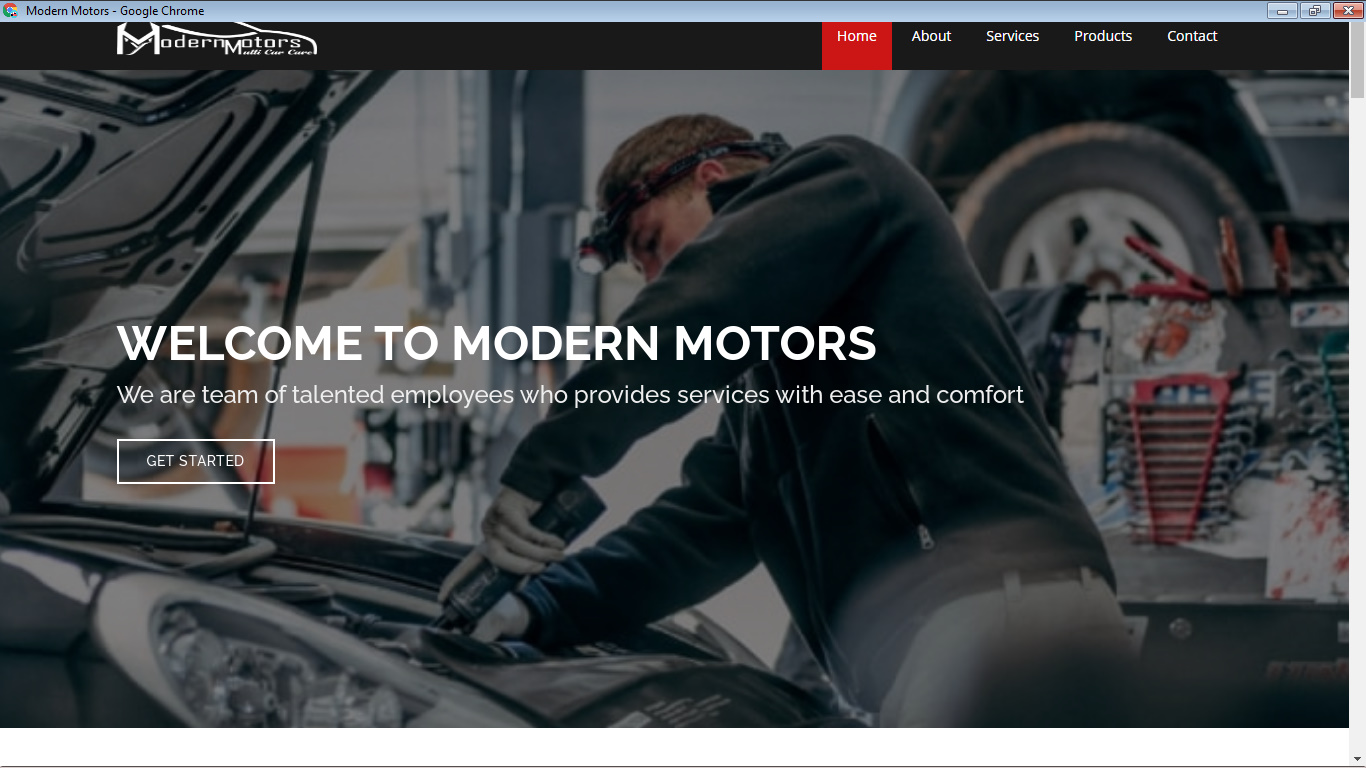 Modern Motors - Google Chrome
Modern Motors
Multi Car Care
Home
About
Services
Products
Contact
WELCOME TO MODERN MOTORS
We are team of talented employees who provides services with ease and comfort
GET STARTED